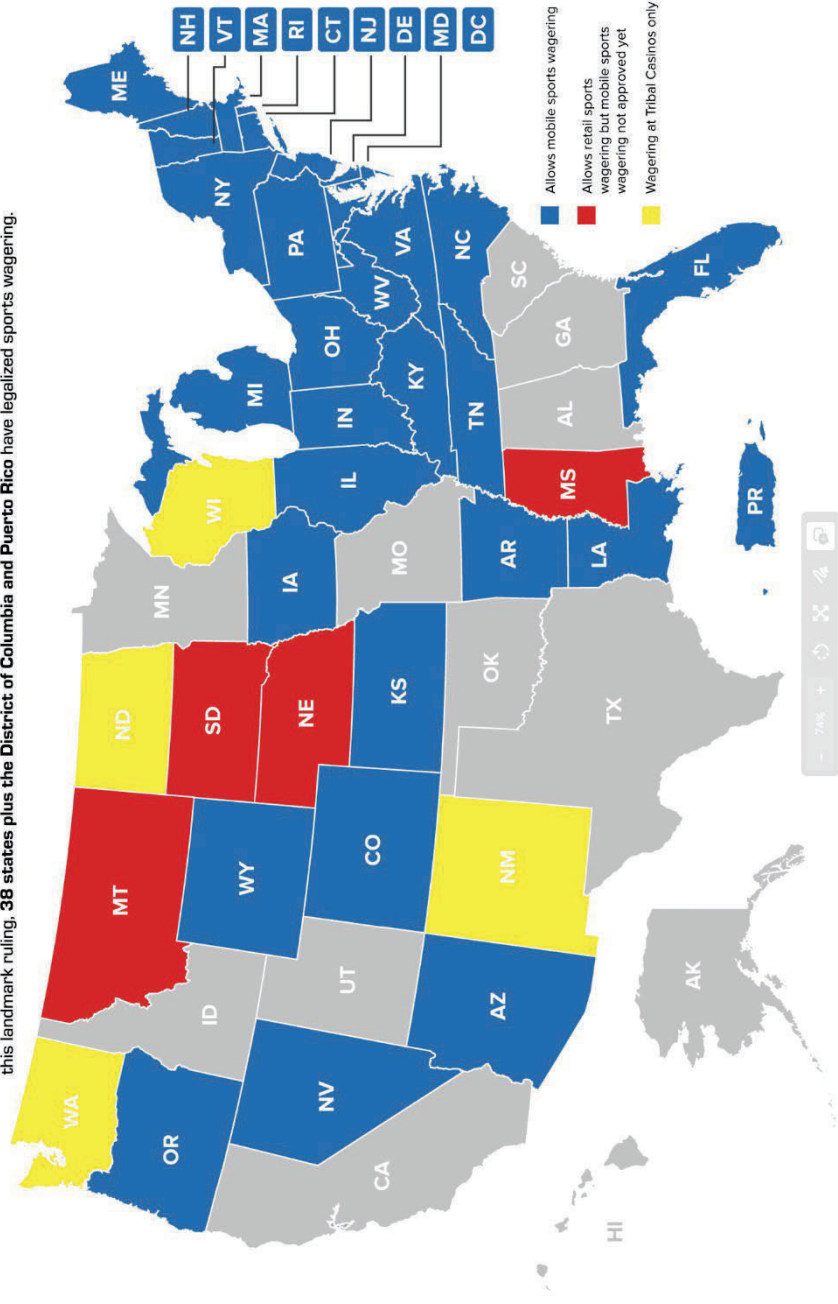 this landmark ruling, 38 states plus the District of Columbia and Puerto Rico have legalized sports wagering.
WA
OR
CA
NV
ID
MT
WY
UT
AZ
CO
NM
ND
SD
NE
KS
OK
TX
MN
IA
MO
AR
LA
WI
IL
MS
MI
IN
KY
TN
AL
OH
WV
GA
PA
VA
NC
SC
FL
NY
ME
NH
VT
MA
RI
CT
NJ
DE
MD
DC
AK
HI
PR
Allows mobile sports wagering
Allows retail sports
wagering but mobile sports
wagering not approved yet
Wagering at Tribal Casinos only
74%